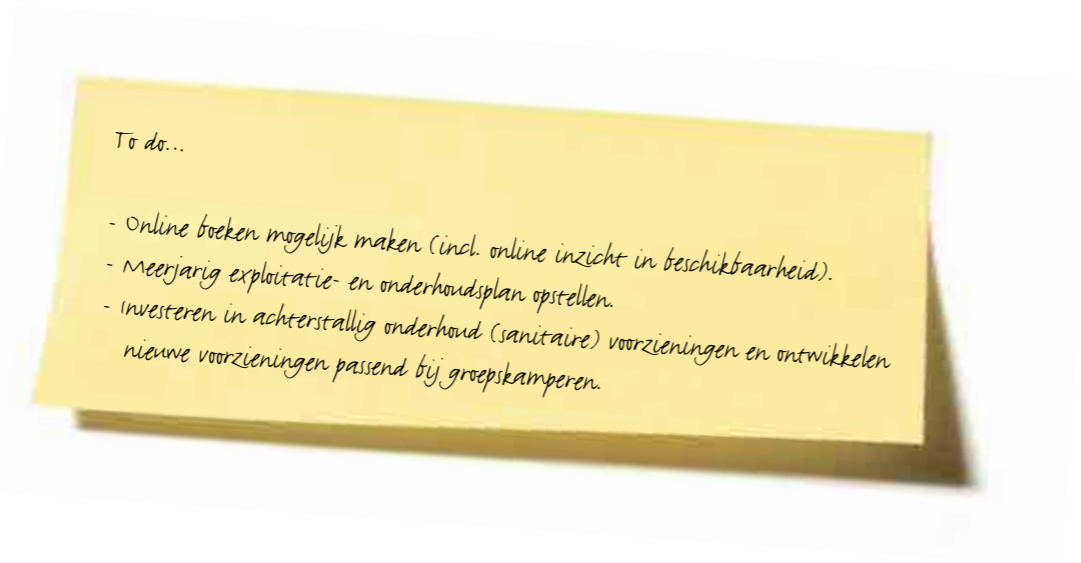 To do...
- Online boeken mogelijk maken (incl. online inzicht in beschikbaarheid).
- Meerjarig exploitatie- en onderhoudsplan opstellen.
- Investeren in achterstallig onderhoud (sanitaire) voorzieningen en ontwikkelen
nieuwe voorzieningen passend bij groepskamperen.